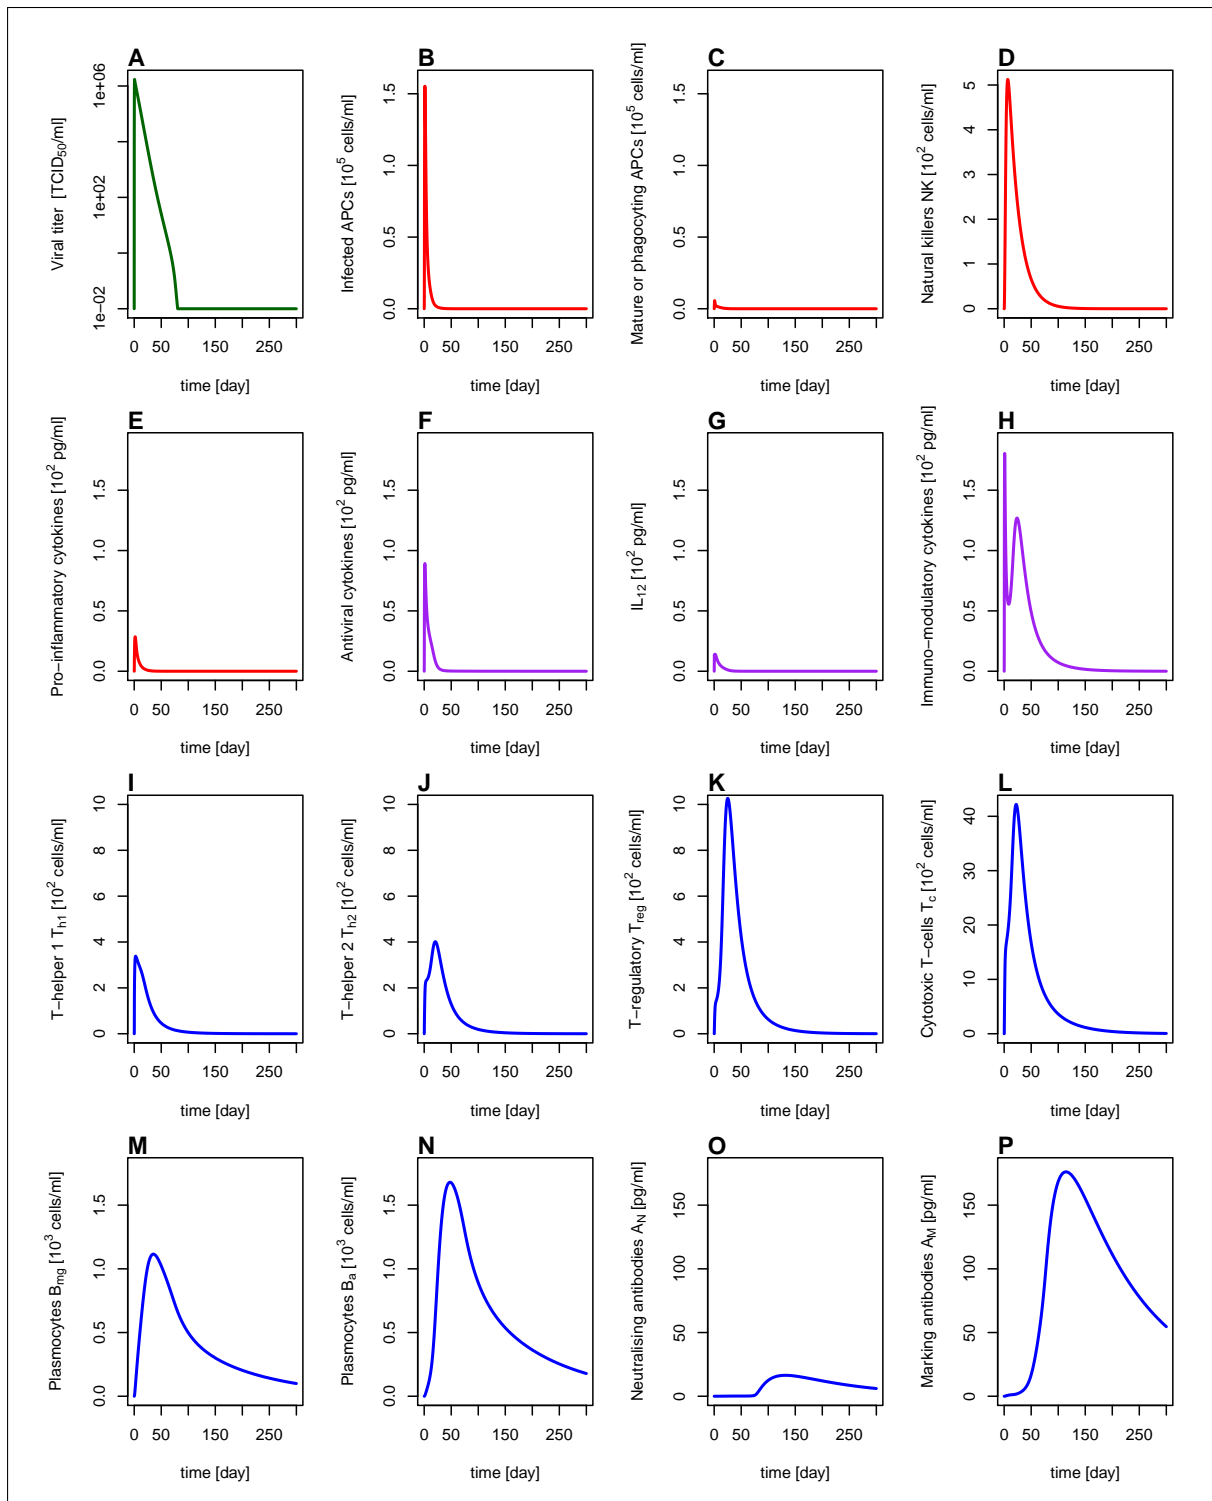 A
Viral titer [TCID50/ml]
1e−02 1e+02 1e+06
0 50 150 250
time [day]
B
Infected APCs [10^5 cells/ml]
0.0 0.5 1.0 1.5
0 50 150 250
time [day]
C
Mature or phagocyting APCs [10^5 cells/ml]
0.0 0.5 1.0 1.5
0 50 150 250
time [day]
D
Natural killers NK [10^2 cells/ml]
0 1 2 3 4 5
0 50 150 250
time [day]
E
Pro−inflammatory cytokines [10^2 pg/ml]
0.0 0.5 1.0 1.5
0 50 150 250
time [day]
F
Antiviral cytokines [10^2 pg/ml]
0.0 0.5 1.0 1.5
0 50 150 250
time [day]
G
IL12 [10^2 pg/ml]
0.0 0.5 1.0 1.5
0 50 150 250
time [day]
H
Immuno−modulatory cytokines [10^2 pg/ml]
0.0 0.5 1.0 1.5
0 50 150 250
time [day]
I
T−helper 1 Th1 [10^2 cells/ml]
0 2 4 6 8 10
0 50 150 250
time [day]
J
T−helper 2 Th2 [10^2 cells/ml]
0 2 4 6 8 10
0 50 150 250
time [day]
K
T−regulatory Treg [10^2 cells/ml]
0 2 4 6 8 10
0 50 150 250
time [day]
L
Cytotoxic T−cells Tc [10^2 cells/ml]
0 10 20 30 40
0 50 150 250
time [day]
M
Plasmocytes Bmg [10^3 cells/ml]
0.0 0.5 1.0 1.5
0 50 150 250
time [day]
N
Plasmocytes Ba [10^3 cells/ml]
0.0 0.5 1.0 1.5
0 50 150 250
time [day]
O
Neutralising antibodies AN [pg/ml]
0 50 100 150
0 50 150 250
time [day]
P
Marking antibodies AM [pg/ml]
0 50 100 150
0 50 150 250
time [day]